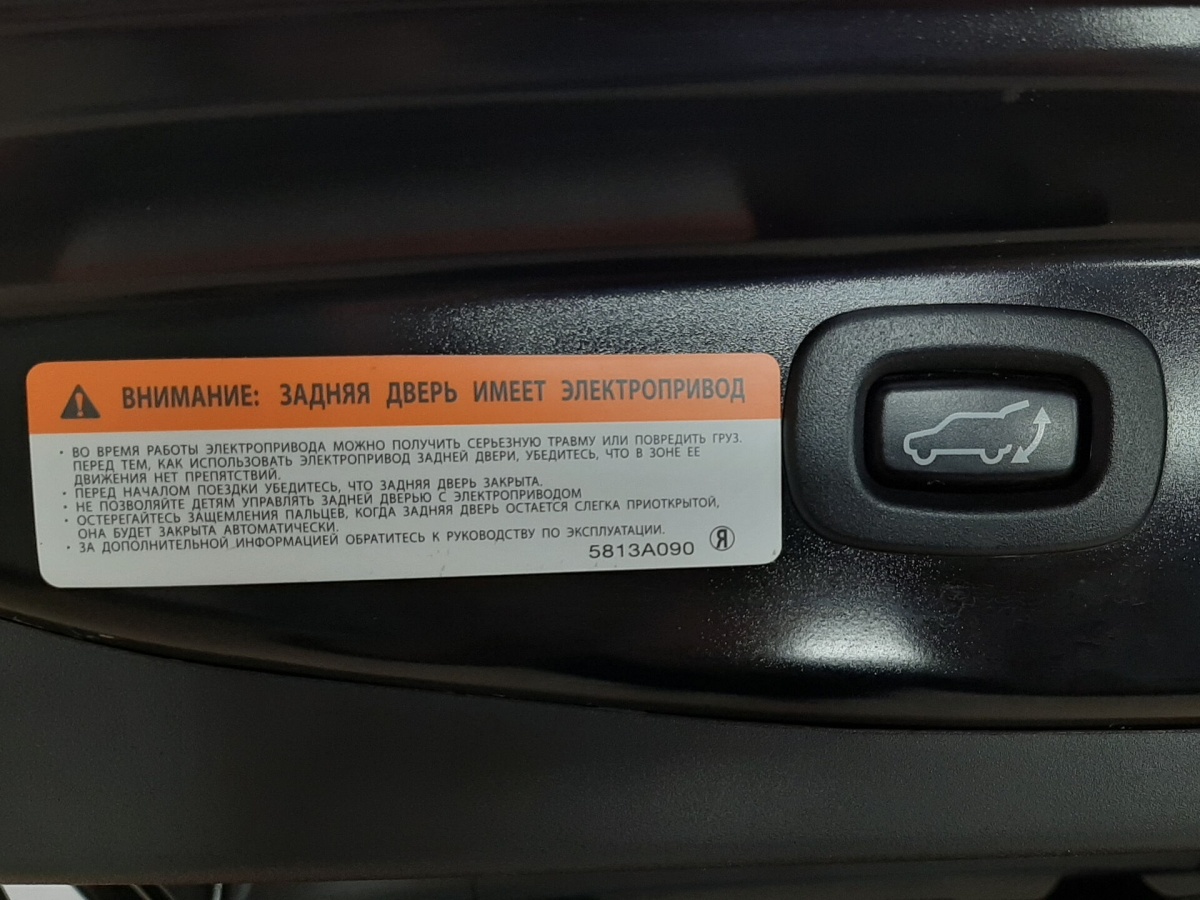 ВНИМАНИЕ: ЗАДНЯЯ ДВЕРЬ ИМЕЕТ ЭЛЕКТРОПРИВОД
· ВО ВРЕМЯ РАБОТЫ ЭЛЕКТРОПРИВОДА МОЖНО ПОЛУЧИТЬ СЕРЬЕЗНУЮ ТРАВМУ ИЛИ ПОВРЕДИТЬ ГРУЗ.
ПЕРЕД ТЕМ, КАК ИСПОЛЬЗОВАТЬ ЭЛЕКТРОПРИВОД ЗАДНЕЙ ДВЕРИ, УБЕДИТЕСЬ, ЧТО В ЗОНЕ ЕЕ
ДВИЖЕНИЯ НЕТ ПРЕПЯТСТВИЙ.
· ПЕРЕД НАЧАЛОМ ПОЕЗДКИ УБЕДИТЕСЬ, ЧТО ЗАДНЯЯ ДВЕРЬ ЗАКРЫТА.
· НЕ ПОЗВОЛЯЙТЕ ДЕТЯМ УПРАВЛЯТЬ ЗАДНЕЙ ДВЕРЬЮ С ЭЛЕКТРОПРИВОДОМ
· ОСТЕРЕГАЙТЕСЬ ЗАЩЕМЛЕНИЯ ПАЛЬЦЕВ, КОГДА ЗАДНЯЯ ДВЕРЬ ОСТАЕТСЯ СЛЕГКА ПРИОТКРЫТОЙ,
ОНА БУДЕТ ЗАКРЫТА АВТОМАТИЧЕСКИ.
· ЗА ДОПОЛНИТЕЛЬНОЙ ИНФОРМАЦИЕЙ ОБРАТИТЕСЬ К РУКОВОДСТВУ ПО ЭКСПЛУАТАЦИИ.
5813A090 Я